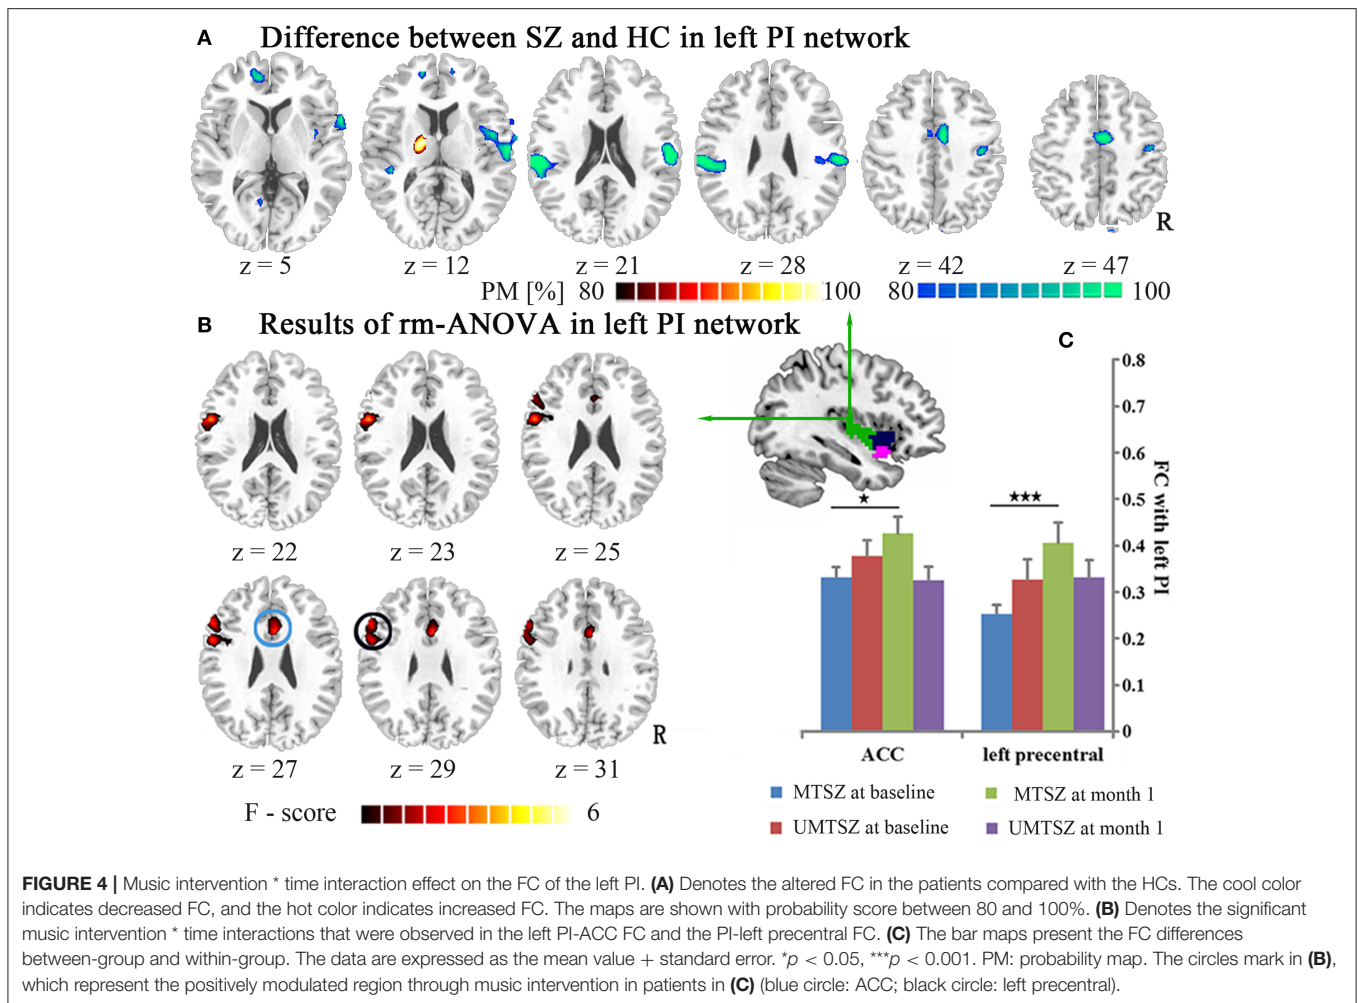 A Difference between SZ and HC in left PI network
R
z = 5 z = 12 z = 21 z = 28 z = 42 z = 47
PM [%] 80 100 80 100
B Results of rm-ANOVA in left PI network
z = 22 z = 23 z = 25
R
z = 27 z = 29 z = 31
F - score 6
C
0.8
0.7
0.6
0.5
0.4
0.3
0.2
0.1
0
FC with left PI
★ ★★★
ACC left precentral
MTSZ at baseline MTSZ at month 1
UMTSZ at baseline UMTSZ at month 1
FIGURE 4 | Music intervention * time interaction effect on the FC of the left PI. (A) Denotes the altered FC in the patients compared with the HCs. The cool color
indicates decreased FC, and the hot color indicates increased FC. The maps are shown with probability score between 80 and 100%. (B) Denotes the significant
music intervention * time interactions that were observed in the left PI-ACC FC and the PI-left precentral FC. (C) The bar maps present the FC differences
between-group and within-group. The data are expressed as the mean value + standard error. *p < 0.05, ***p < 0.001. PM: probability map. The circles mark in (B),
which represent the positively modulated region through music intervention in patients in (C) (blue circle: ACC; black circle: left precentral).